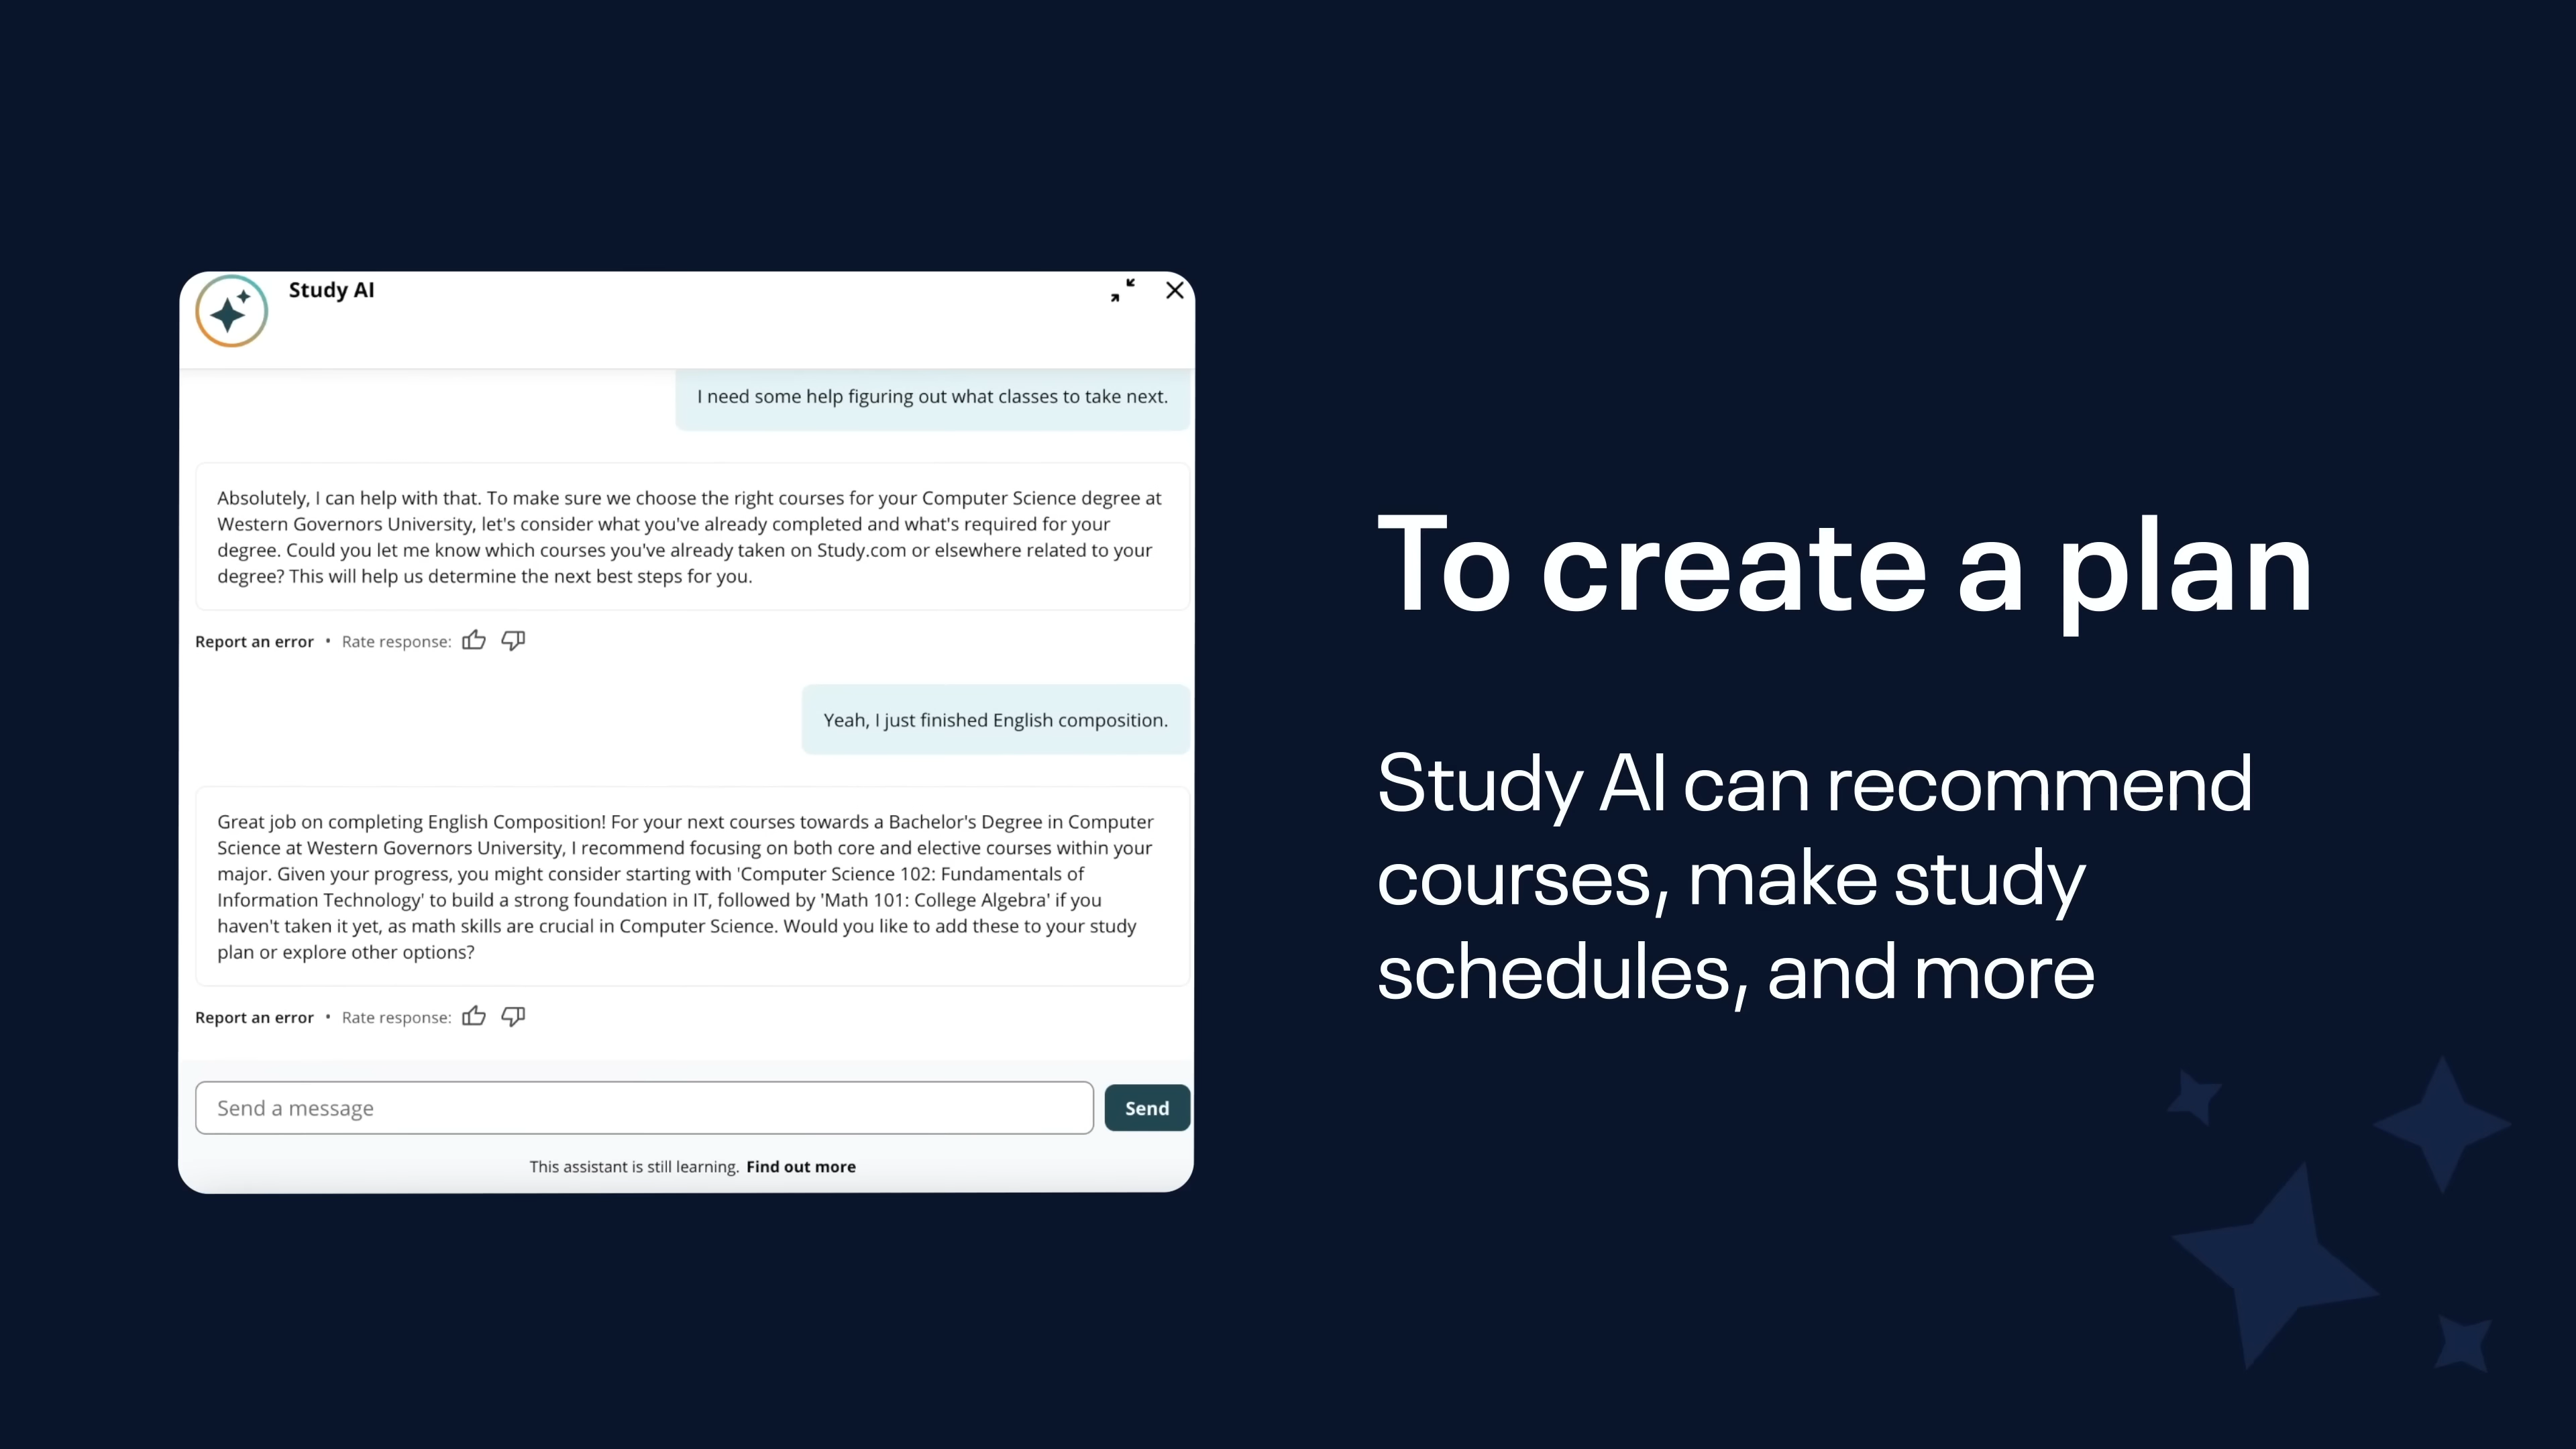 Study AI
I need some help figuring out what classes to take next.
Absolutely, I can help with that. To make sure we choose the right courses for your Computer Science degree at
Western Governors University, let's consider what you've already completed and what's required for your
degree. Could you let me know which courses you've already taken on Study.com or elsewhere related to your
degree? This will help us determine the next best steps for you.
Report an error • Rate response:
Yeah, I just finished English composition.
Great job on completing English Composition! For your next courses towards a Bachelor's Degree in Computer
Science at Western Governors University, I recommend focusing on both core and elective courses within your
major. Given your progress, you might consider starting with 'Computer Science 102: Fundamentals of
Information Technology' to build a strong foundation in IT, followed by 'Math 101: College Algebra' if you
haven't taken it yet, as math skills are crucial in Computer Science. Would you like to add these to your study
plan or explore other options?
Report an error • Rate response:
Send a message
Send
This assistant is still learning. Find out more
To create a plan
Study AI can recommend
courses, make study
schedules, and more